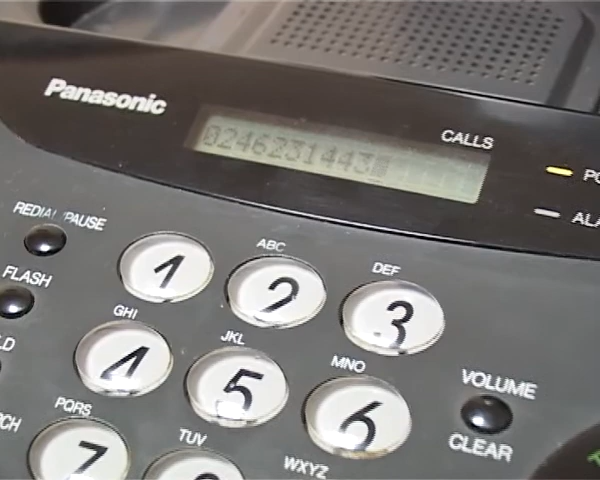 Panasonic
0246231443
CALLS
REDIAL/PAUSE
FLASH
1
ABC
2
DEF
3
GHI
4
JKL
5
MNO
6
PQRS
7
TUV
WXYZ
VOLUME
CLEAR